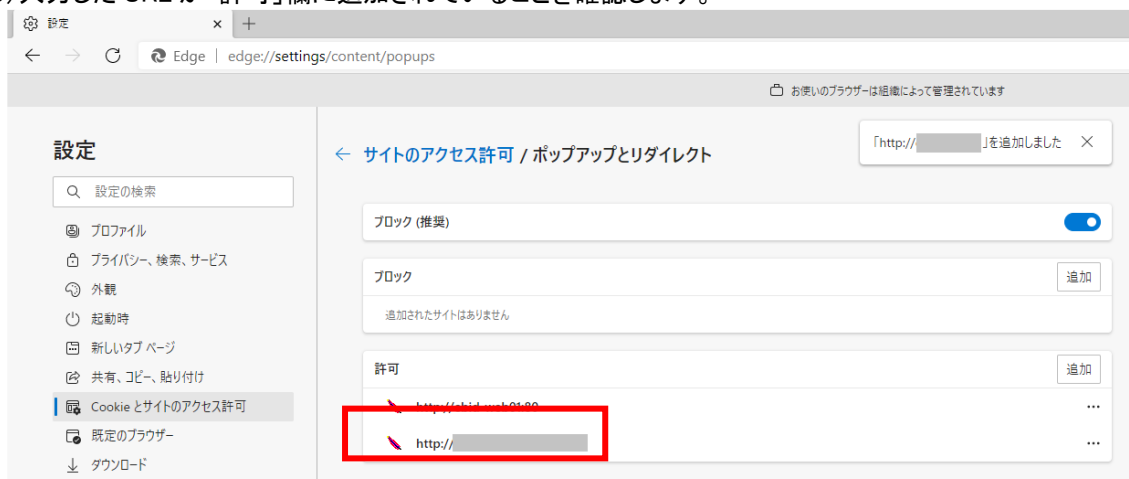 入力した URL が「許可」欄に追加されていることを確認します。
設定
Edge edge://settings/content/popups
お使いのブラウザーは組織によって管理されています
設定
← サイトのアクセス許可 / ポップアップとリダイレクト
「http:// 」を追加しました
設定の検索
プロファイル
プライバシー、検索、サービス
外観
起動時
新しいタブ ページ
共有、コピー、貼り付け
Cookie とサイトのアクセス許可
既定のブラウザー
ダウンロード
ブロック (推奨)
ブロック
追加
追加されたサイトはありません
許可
追加
http://